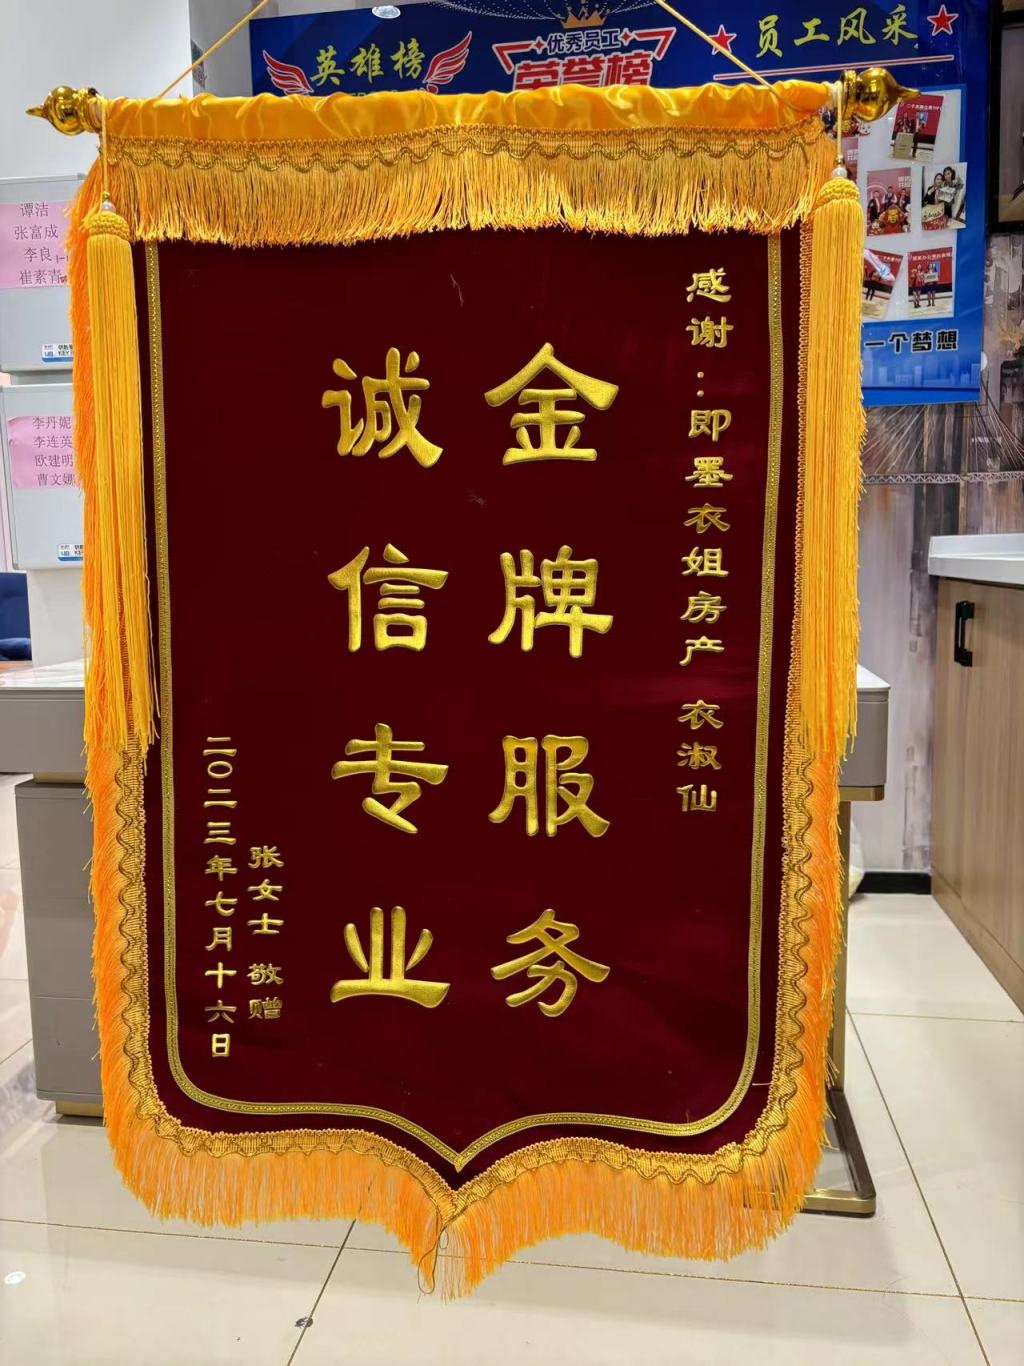 英雄榜
优秀员工
荣誉榜
员工风采
一个梦想
谭洁
张富成
李良
崔素青
李丹妮
李连英
欧建明
曹文娜
感谢：即墨衣姐房产 衣淑仙
金牌服务
诚信专业
张女士 敬赠
二〇二三年七月十六日